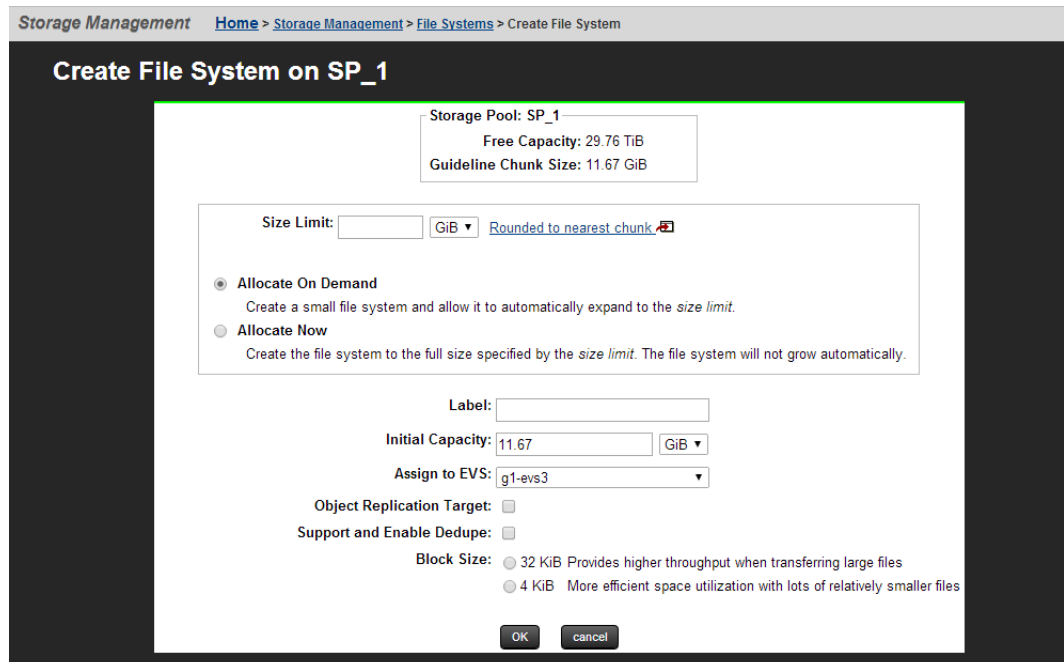 Storage Management Home > Storage Management > File Systems > Create File System
Create File System on SP_1
Storage Pool: SP_1
Free Capacity: 29.76 TiB
Guideline Chunk Size: 11.67 GiB
Size Limit: GiB Rounded to nearest chunk
Allocate On Demand
Create a small file system and allow it to automatically expand to the size limit.
Allocate Now
Create the file system to the full size specified by the size limit. The file system will not grow automatically.
Label:
Initial Capacity: 11.67 GiB
Assign to EVS: g1-evs3
Object Replication Target:
Support and Enable Dedupe:
Block Size: 32 KiB Provides higher throughput when transferring large files
4 KiB More efficient space utilization with lots of relatively smaller files
OK cancel